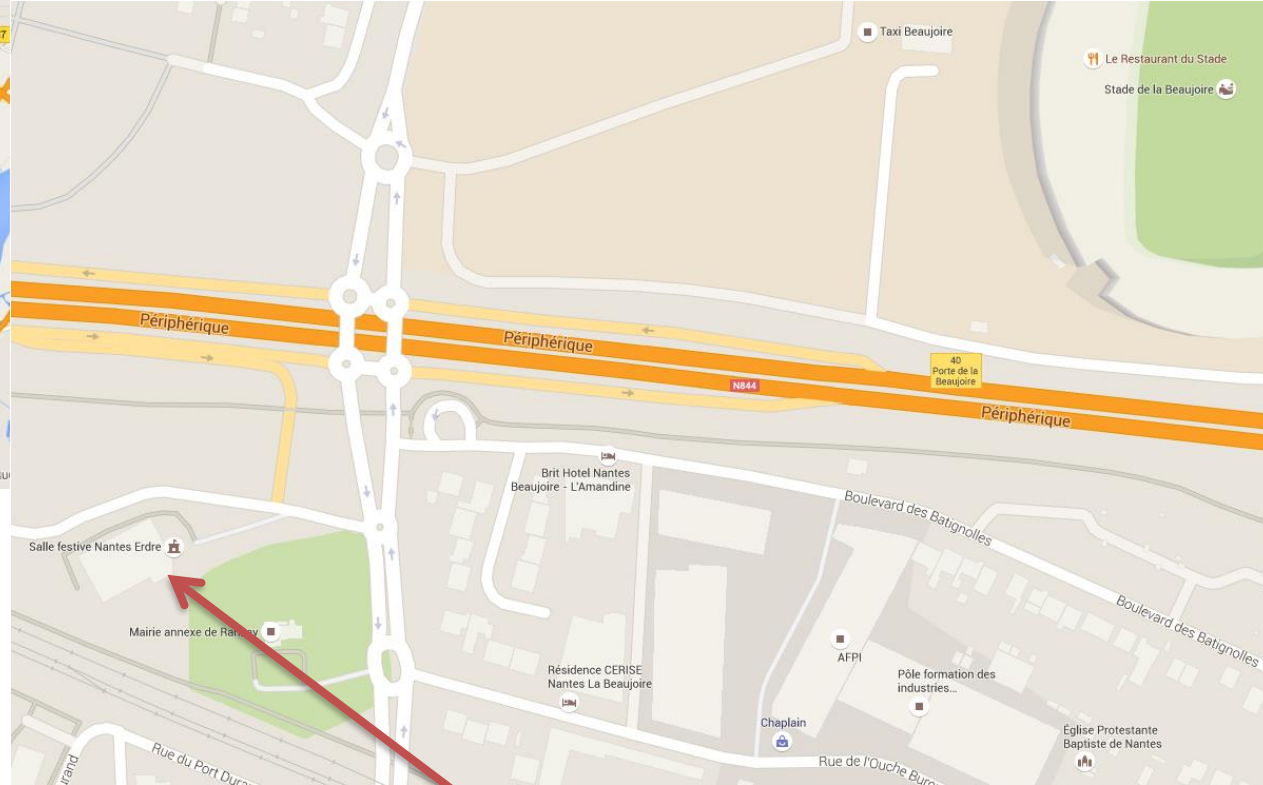 Taxi Beaujoire
Le Restaurant du Stade
Stade de la Beaujoire
Périphérique
Périphérique
40
Porte de la
Beaujoire
N844
Périphérique
Brit Hotel Nantes
Beaujoire - L'Amandine
Boulevard des Batignolles
Salle festive Nantes Erdre
Boulevard des Batignolles
Mairie annexe de
AFPI
Résidence CERISE
Nantes La Beaujoire
Pôle formation des
industries...
Chaplain
Église Protestante
Baptiste de Nantes
Rue de l'Ouche
Rue du Port